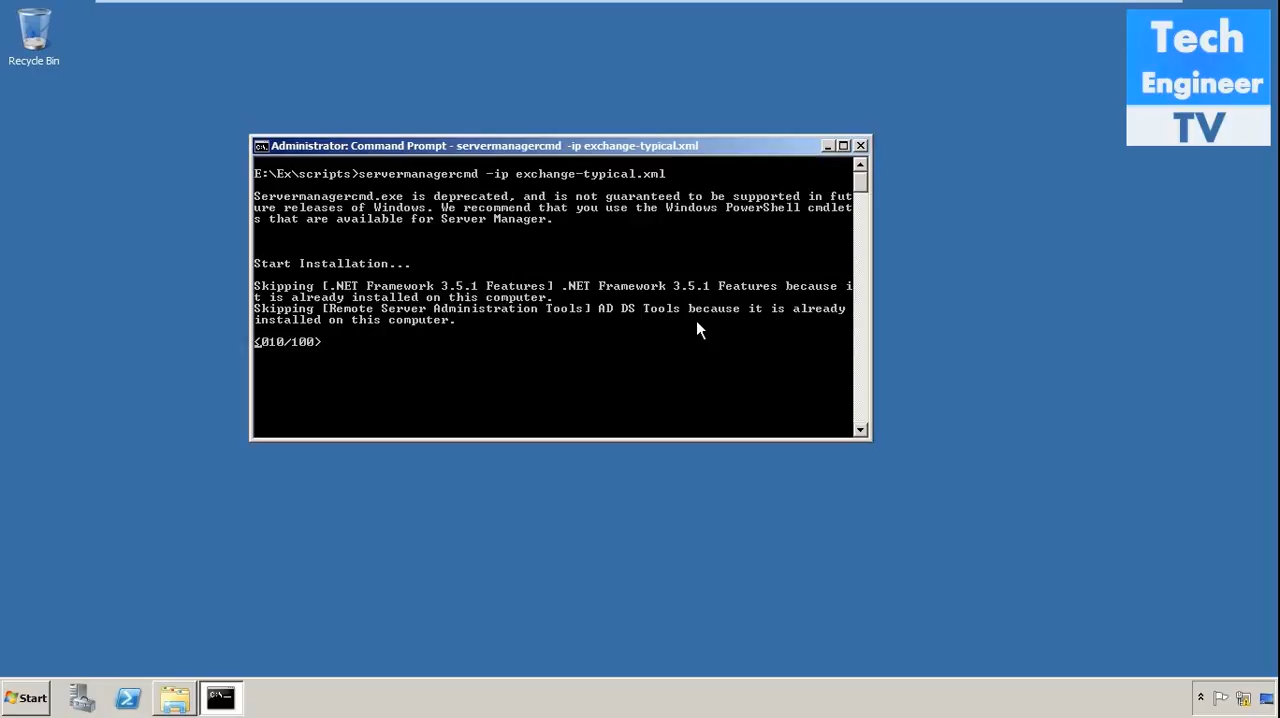 Recycle Bin
Tech
Engineer
TV
Administrator: Command Prompt - servermanagercmd -ip exchange-typical.xml
E:\Ex\scripts>servermanagercmd -ip exchange-typical.xml
Servermanagercmd.exe is deprecated, and is not guaranteed to be supported in fut
ure releases of Windows. We recommend that you use the Windows PowerShell cmdlet
s that are available for Server Manager.
Start Installation...
Skipping [.NET Framework 3.5.1 Features] .NET Framework 3.5.1 Features because i
t is already installed on this computer.
Skipping [Remote Server Administration Tools] AD DS Tools because it is already
installed on this computer.
<010/100>
Start